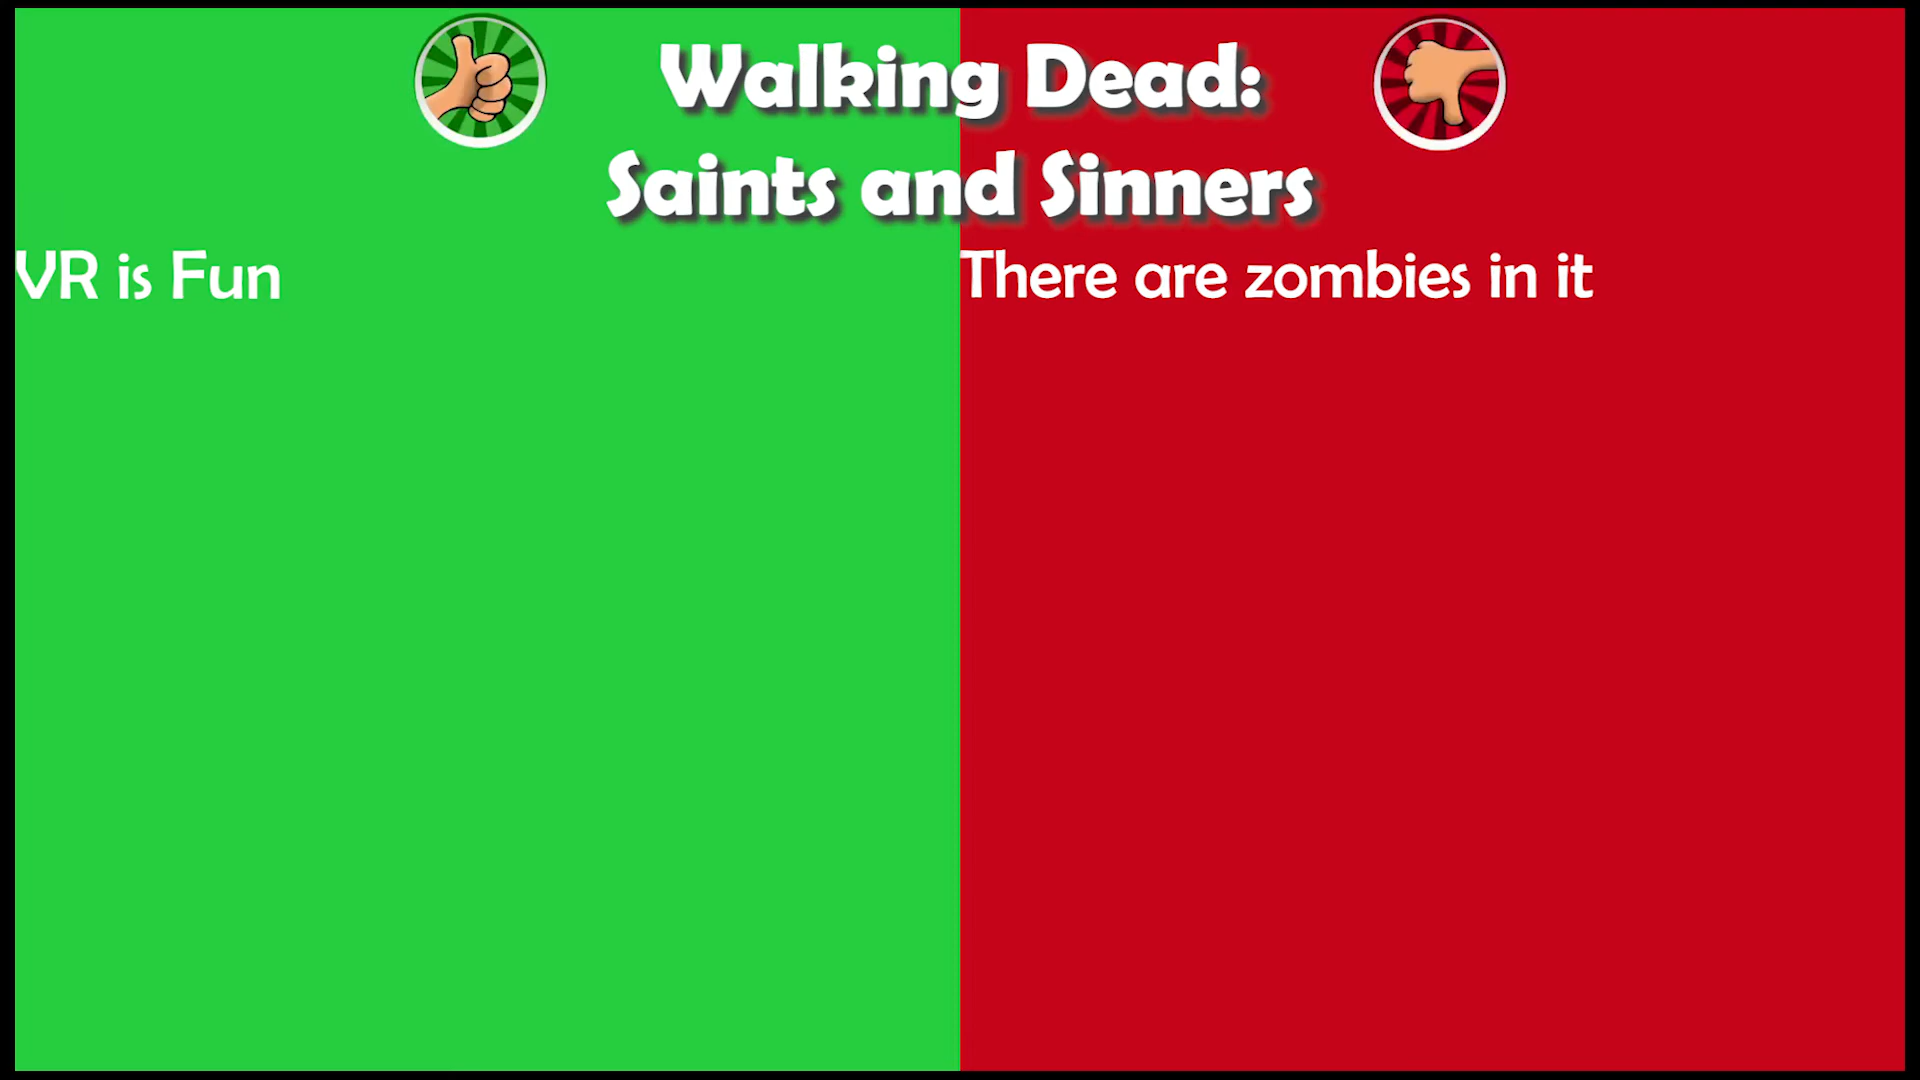 Walking Dead:
Saints and Sinners
VR is Fun
There are zombies in it